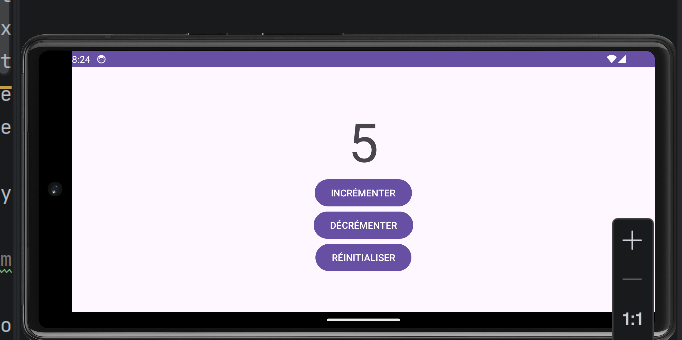 x
t
8:24
e
5
e
INCRÉMENTER
y
DÉCRÉMENTER
m
RÉINITIALISER
o
1:1